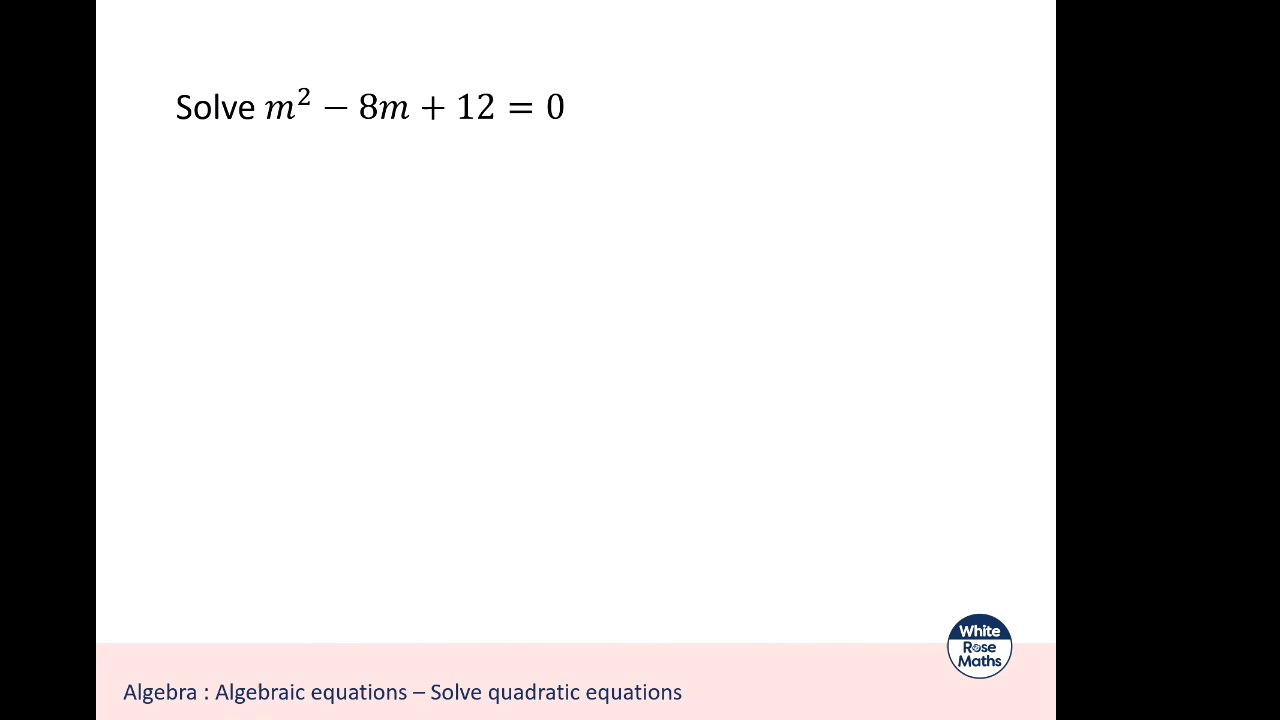 Solve m² − 8m + 12 = 0
White
Rose
Maths
Algebra : Algebraic equations – Solve quadratic equations